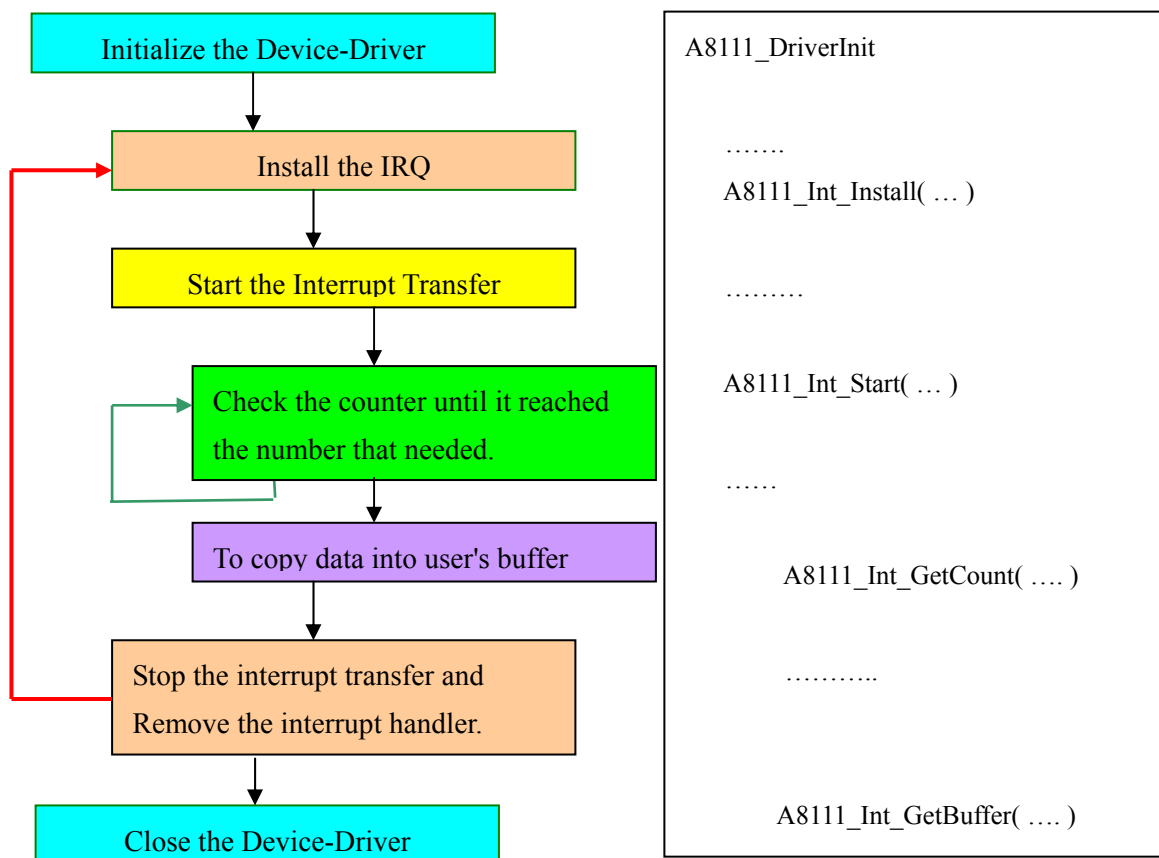 Initialize the Device-Driver
Install the IRQ
Start the Interrupt Transfer
Check the counter until it reached
the number that needed.
To copy data into user's buffer
Stop the interrupt transfer and
Remove the interrupt handler.
Close the Device-Driver
A8111_DriverInit
…….
A8111_Int_Install( … )
………
A8111_Int_Start( … )
……
A8111_Int_GetCount( …. )
………..
A8111_Int_GetBuffer( …. )